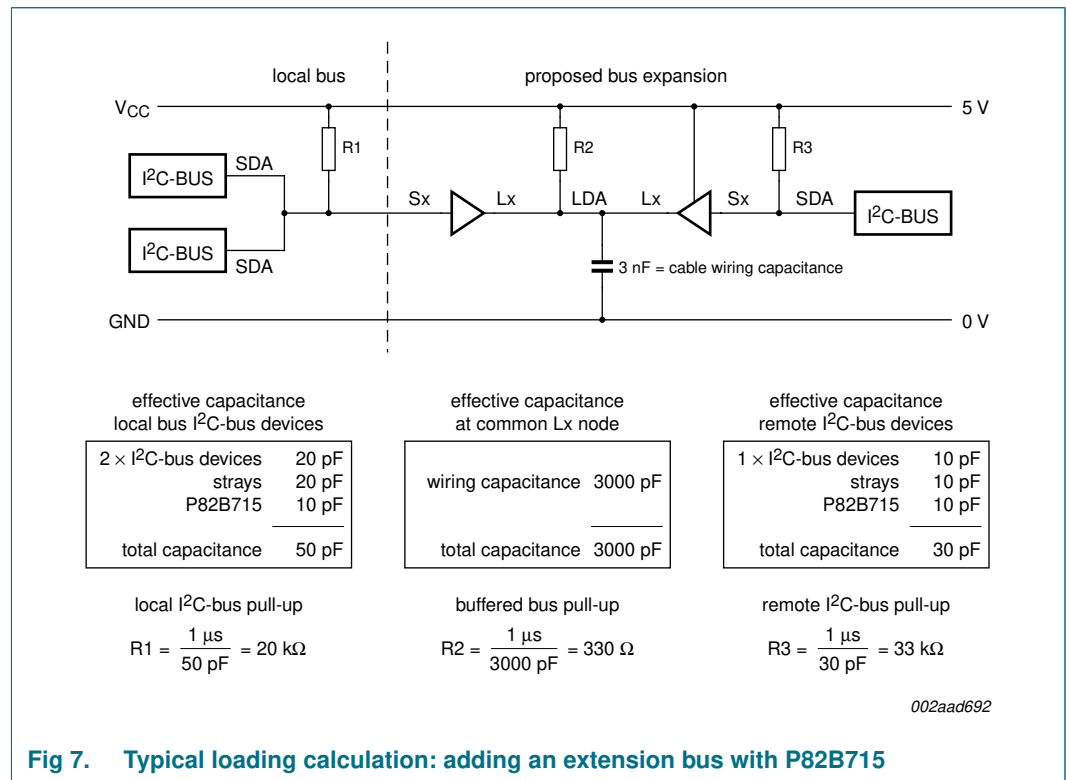 local bus
proposed bus expansion
VCC
5 V
R1
R2
R3
SDA
I²C-BUS
Sx
Lx
LDA
Lx
Sx
SDA
I²C-BUS
I²C-BUS
SDA
3 nF = cable wiring capacitance
GND
0 V
effective capacitance
local bus I²C-bus devices
2 × I²C-bus devices 20 pF
strays 20 pF
P82B715 10 pF
total capacitance 50 pF
local I²C-bus pull-up
R1 = 1 μs / 50 pF = 20 kΩ
effective capacitance
at common Lx node
wiring capacitance 3000 pF
total capacitance 3000 pF
buffered bus pull-up
R2 = 1 μs / 3000 pF = 330 Ω
effective capacitance
remote I²C-bus devices
1 × I²C-bus devices 10 pF
strays 10 pF
P82B715 10 pF
total capacitance 30 pF
remote I²C-bus pull-up
R3 = 1 μs / 30 pF = 33 kΩ
002aad692
Fig 7. Typical loading calculation: adding an extension bus with P82B715